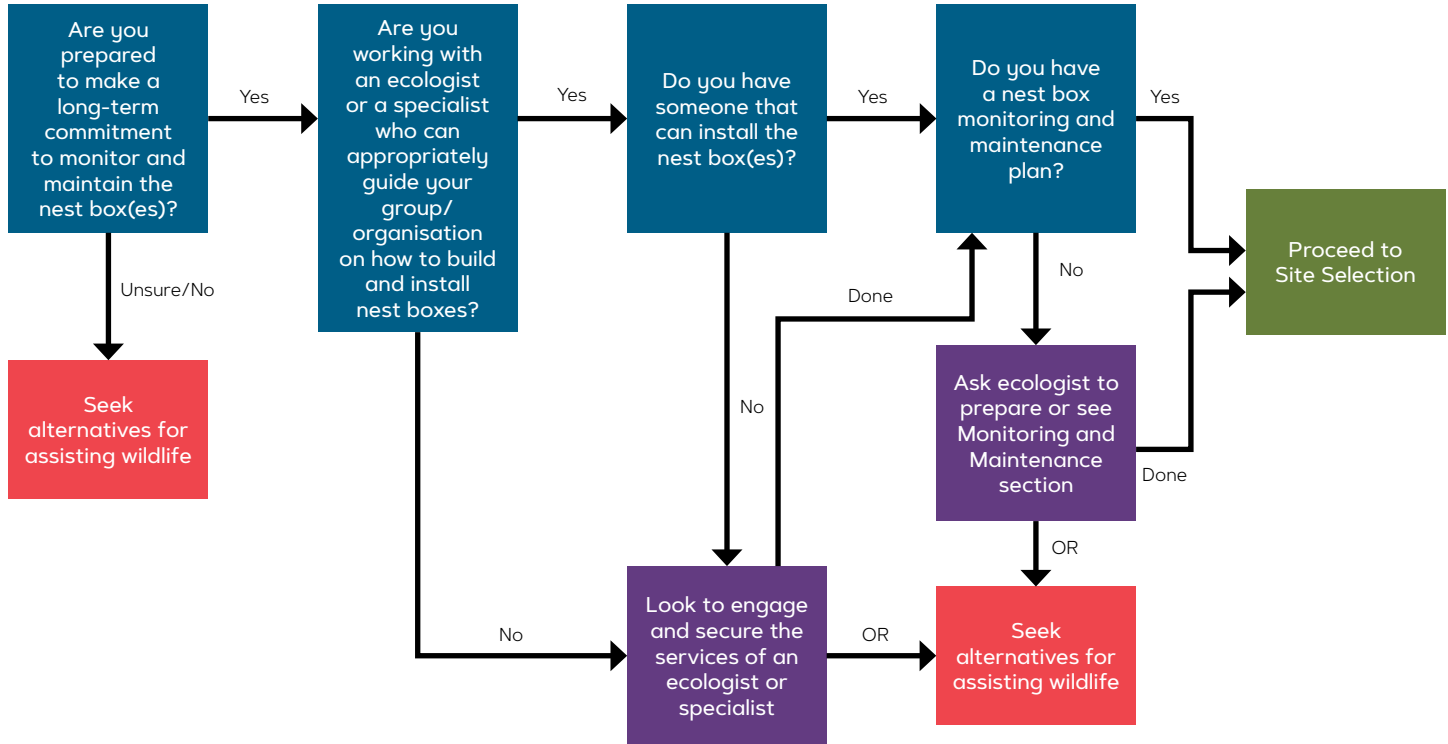 Are you
prepared
to make a
long-term
commitment
to monitor and
maintain the
nest box(es)?
Yes
Unsure/No
Seek
alternatives for
assisting wildlife
Are you
working with
an ecologist
or a specialist
who can
appropriately
guide your
group/
organisation
on how to build
and install
nest boxes?
Yes
No
Do you have
someone that
can install the
nest box(es)?
Yes
No
Look to engage
and secure the
services of an
ecologist or
specialist
Done
OR
Do you have
a nest box
monitoring and
maintenance
plan?
Yes
No
Ask ecologist to
prepare or see
Monitoring and
Maintenance
section
Done
OR
Seek
alternatives for
assisting wildlife
Proceed to
Site Selection